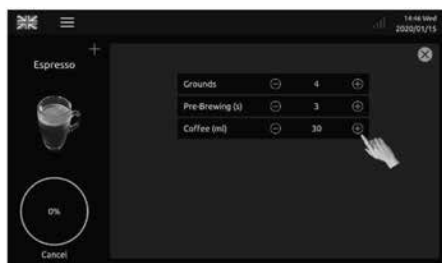 14:46 Wed
2020/01/15
Espresso
Grounds 4
Pre-Brewing (s) 3
Coffee (ml) 30
0%
Cancel